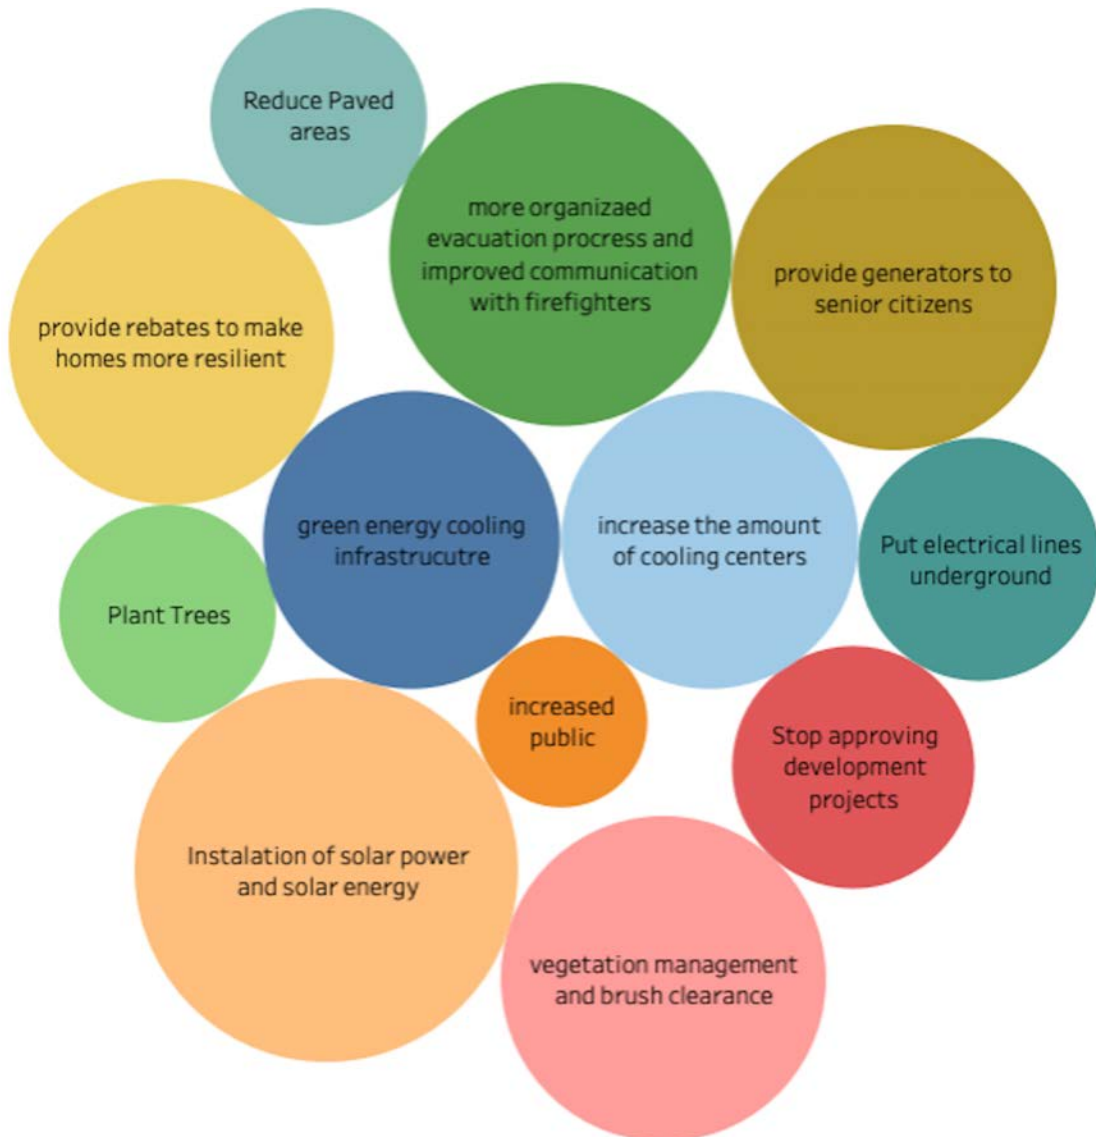 Reduce Paved
areas
more organizaed
evacuation procress and
improved communication
with firefighters
provide generators to
senior citizens
provide rebates to make
homes more resilient
green energy cooling
infrastrucutre
increase the amount
of cooling centers
Put electrical lines
underground
Plant Trees
increased
public
Stop approving
development
projects
Instalation of solar power
and solar energy
vegetation management
and brush clearance